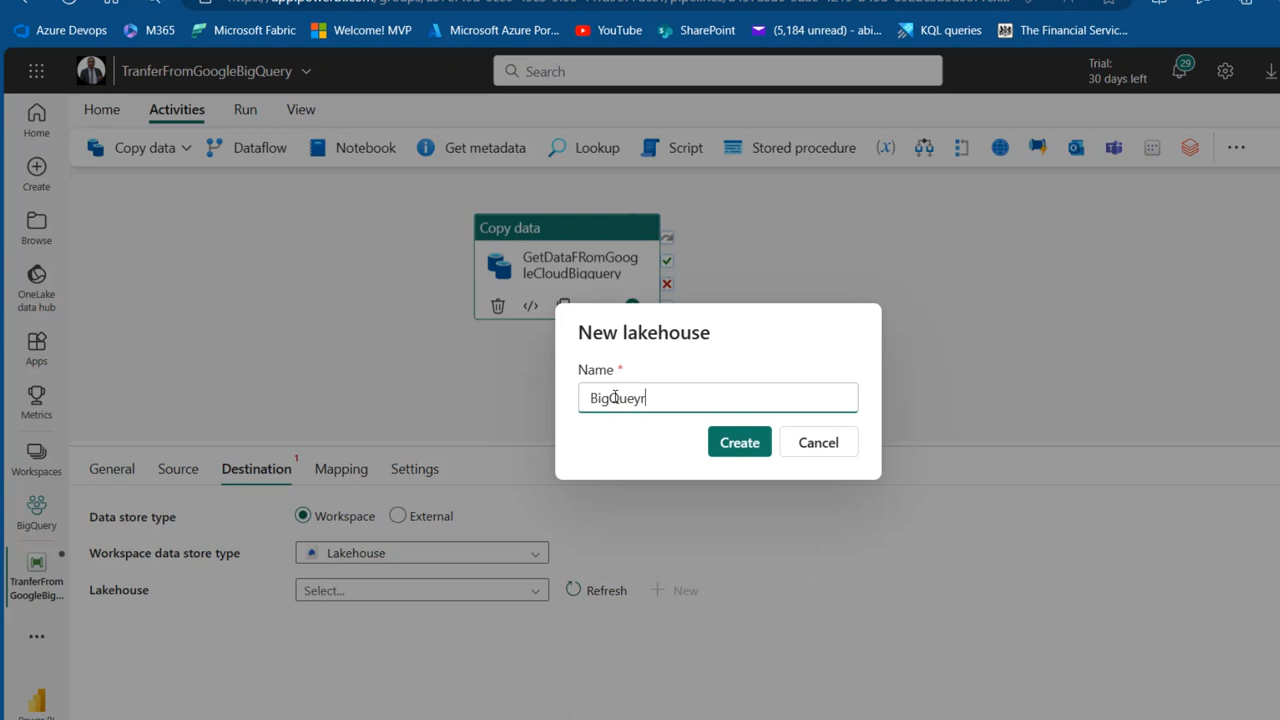 Azure Devops
M365
Microsoft Fabric
Welcome! MVP
Microsoft Azure Por...
YouTube
SharePoint
(5,184 unread) - abi...
KQL queries
The Financial Servic...
TranferFromGoogleBigQuery
Search
Trial:
30 days left
29
Home
Activities
Run
View
Copy data
Dataflow
Notebook
Get metadata
Lookup
Script
Stored procedure
(x)
Home
Create
Browse
OneLake
data hub
Apps
Metrics
Workspaces
BigQuery
TranferFrom
GoogleBig...
Copy data
GetDataFRomGoog
leCloudBigquery
New lakehouse
Name *
BigQueyr
Create
Cancel
General
Source
Destination 1
Mapping
Settings
Data store type
Workspace
External
Workspace data store type
Lakehouse
Lakehouse
Select...
Refresh
New